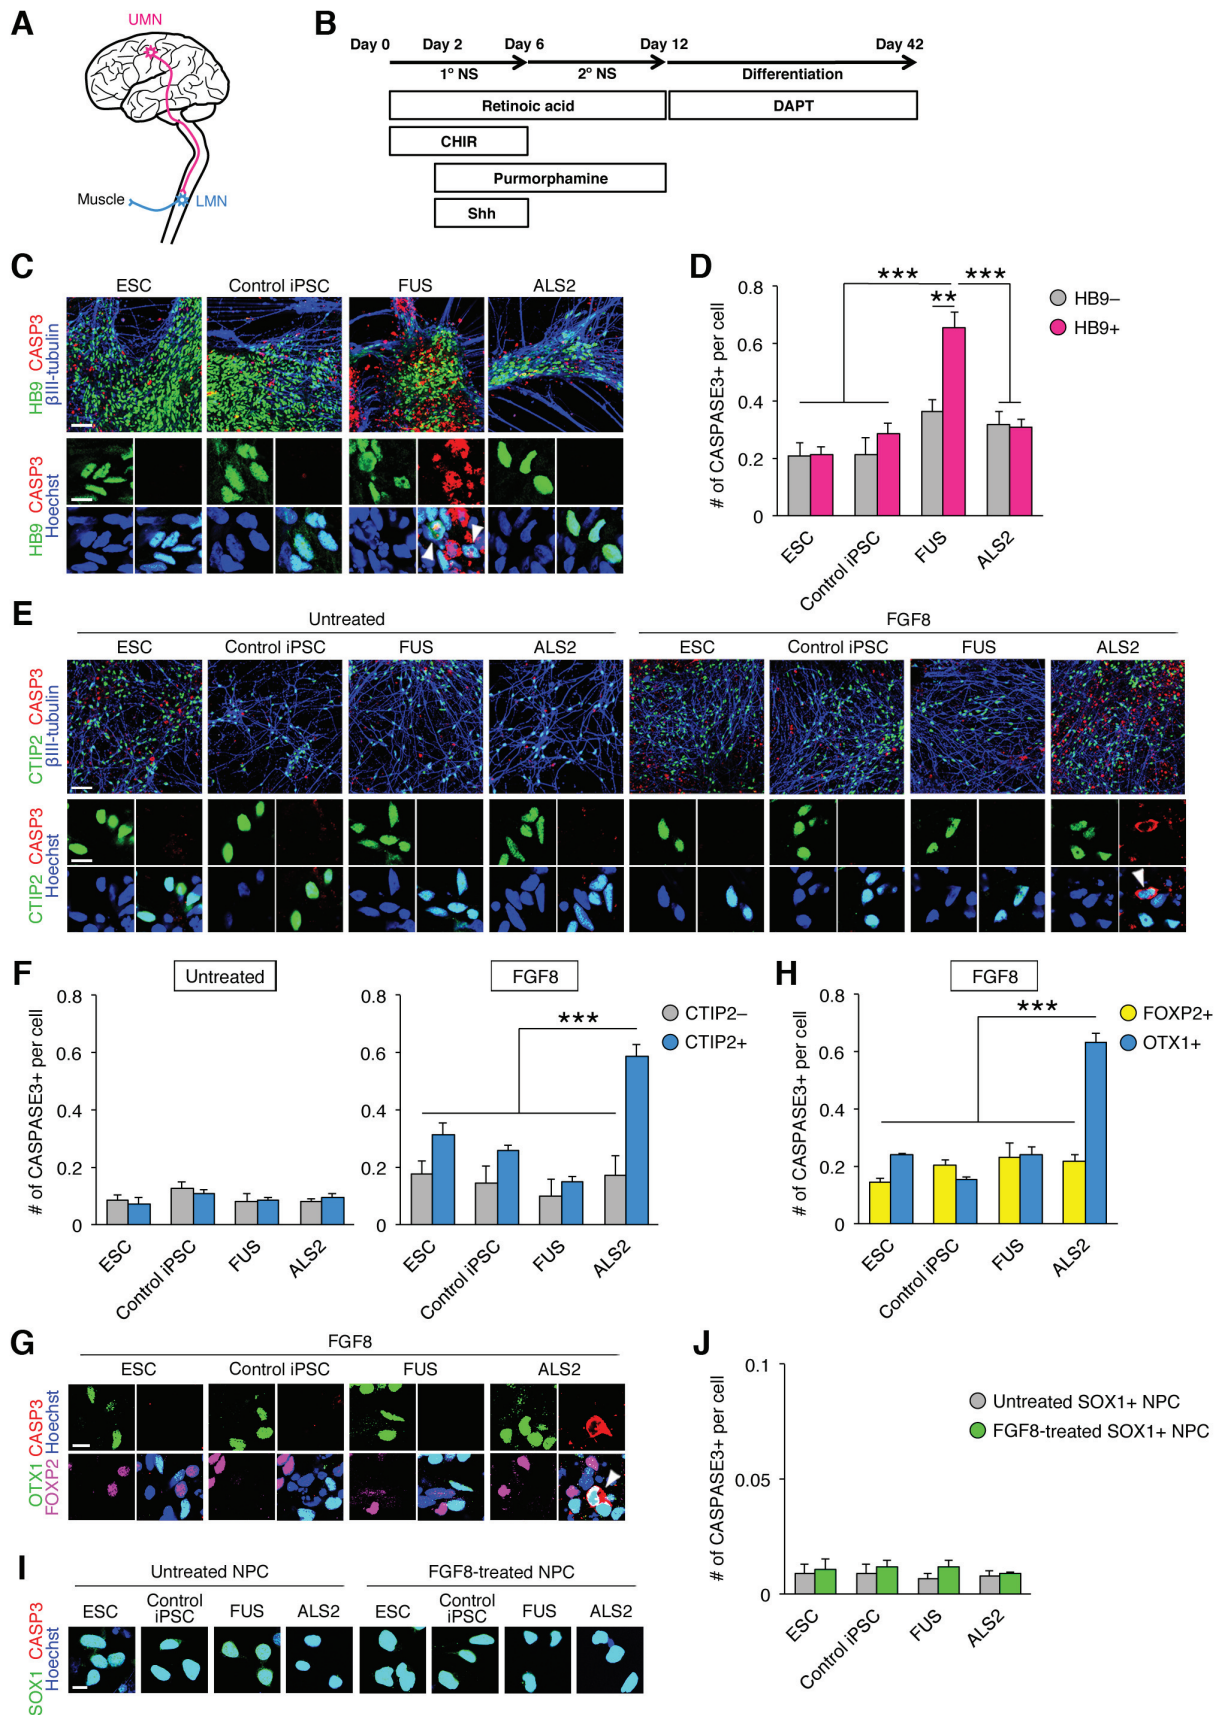 A
UMN
Muscle
LMN
B
Day 0 Day 2 Day 6 Day 12 Day 42
1° NS 2° NS Differentiation
Retinoic acid DAPT
CHIR
Purmorphamine
Shh
C
ESC Control iPSC FUS ALS2
HB9 CASP3
βIII-tubulin
HB9 CASP3
Hoechst
D
# of CASPASE3+ per cell
0.8
0.6
0.4
0.2
0
*** ***
**
HB9–
HB9+
ESC Control iPSC FUS ALS2
E
Untreated FGF8
ESC Control iPSC FUS ALS2 ESC Control iPSC FUS ALS2
CTIP2 CASP3
βIII-tubulin
CTIP2 CASP3
Hoechst
F
Untreated
# of CASPASE3+ per cell
0.8
0.6
0.4
0.2
0
ESC Control iPSC FUS ALS2
FGF8
0.8
0.6
0.4
0.2
0
***
CTIP2–
CTIP2+
ESC Control iPSC FUS ALS2
H
FGF8
# of CASPASE3+ per cell
0.8
0.6
0.4
0.2
0
***
FOXP2+
OTX1+
ESC Control iPSC FUS ALS2
G
FGF8
ESC Control iPSC FUS ALS2
OTX1 CASP3
FOXP2 Hoechst
I
Untreated NPC FGF8-treated NPC
ESC Control iPSC FUS ALS2 ESC Control iPSC FUS ALS2
SOX1 CASP3
Hoechst
J
# of CASPASE3+ per cell
0.1
0.05
0
Untreated SOX1+ NPC
FGF8-treated SOX1+ NPC
ESC Control iPSC FUS ALS2